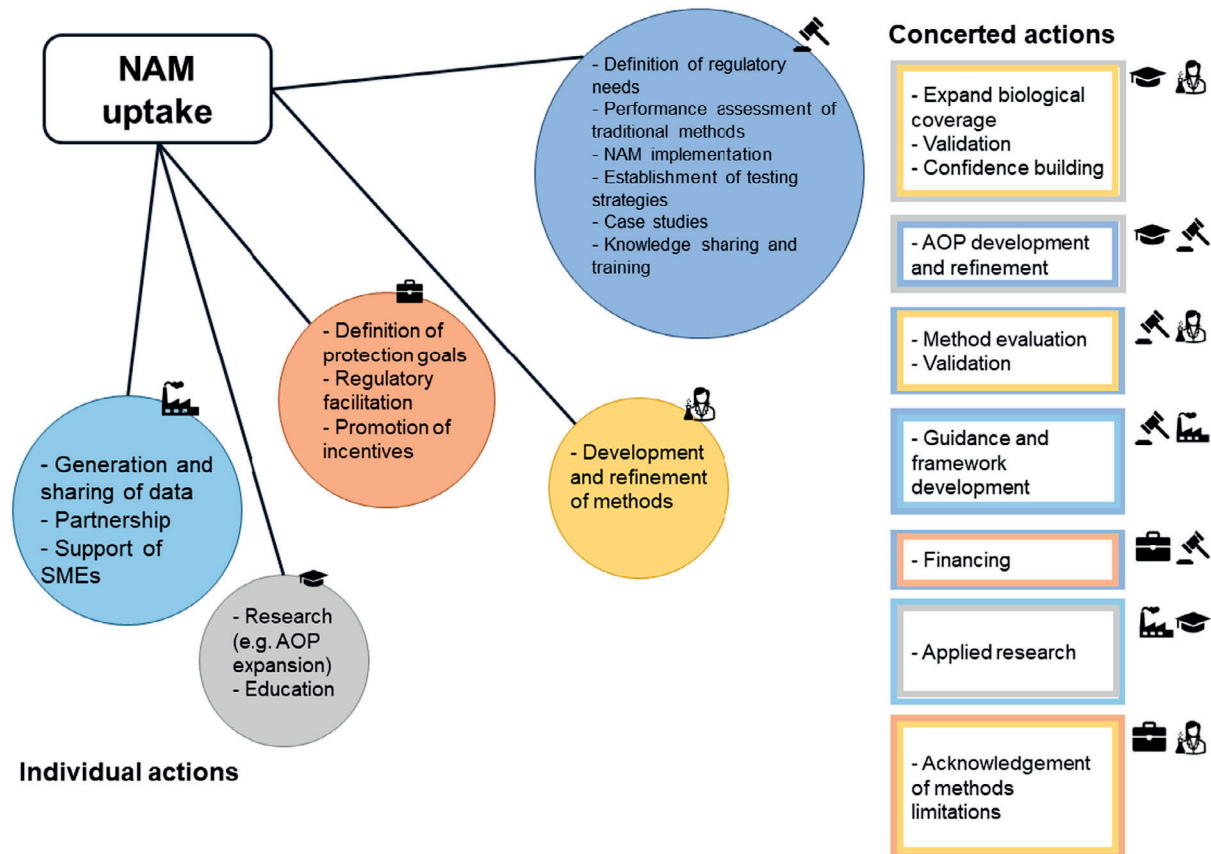 NAM
uptake
- Definition of regulatory
needs
- Performance assessment of
traditional methods
- NAM implementation
- Establishment of testing
strategies
- Case studies
- Knowledge sharing and
training
- Definition of
protection goals
- Regulatory
facilitation
- Promotion of
incentives
- Development
and refinement
of methods
- Generation and
sharing of data
- Partnership
- Support of
SMEs
- Research
(e.g. AOP
expansion)
- Education
Individual actions
Concerted actions
- Expand biological
coverage
- Validation
- Confidence building
- AOP development
and refinement
- Method evaluation
- Validation
- Guidance and
framework
development
- Financing
- Applied research
- Acknowledgement
of methods
limitations